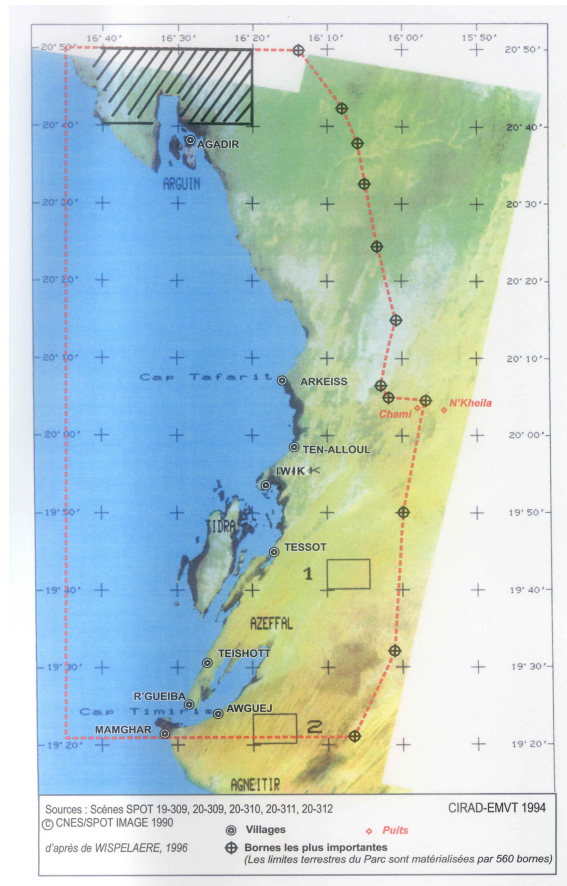 16°40' 16°30' 16°20' 16°10' 16°00' 15°50'
20°50' 20°50'
20°40' 20°40'
AGADIR
ARGUIN
20°30' 20°30'
20°20' 20°20'
20°10' 20°10'
Cap Tafarit ARKEISS
Chami N'Kheila
20°00' 20°00'
TEN-ALLOUL
IWIK
19°50' 19°50'
TIDRA
TESSOT
1
19°40' 19°40'
AZEFFAL
TEISHOTT
19°30' 19°30'
R'GUEIBA
Cap Timiris AWGUEJ
MAMGHAR 2
19°20' 19°20'
AGNEITIR
Sources : Scènes SPOT 19-309, 20-309, 20-310, 20-311, 20-312 CIRAD-EMVT 1994
© CNES/SPOT IMAGE 1990
Villages Puits
d'après de WISPELAERE, 1996 Bornes les plus importantes
(Les limites terrestres du Parc sont matérialisées par 560 bornes)